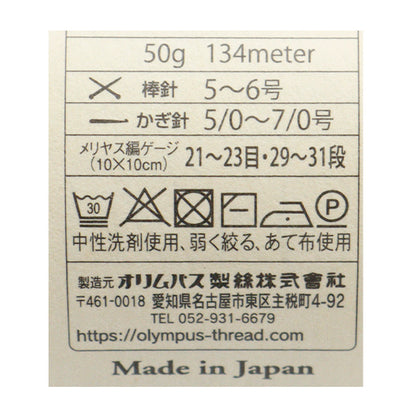 50g 134meter
棒針 5～6号
かぎ針 5/0～7/0号
メリヤス編ゲージ
(10×10cm) 21～23目・29～31段
30 P
中性洗剤使用、弱く絞る、あて布使用
製造元 オリムパス製絲株式會社
〒461-0018 愛知県名古屋市東区主税町4-92
TEL 052-931-6679
https://olympus-thread.com
Made in Japan